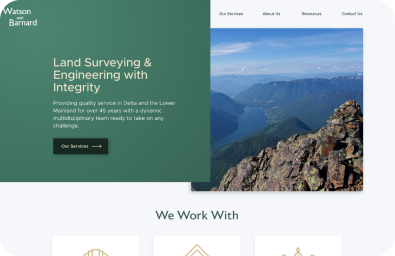 Watson
and
Barnard
Our Services
About Us
Resources
Contact Us
Land Surveying &
Engineering with
Integrity
Providing quality service in Delta and the Lower
Mainland for over 45 years with a dynamic
multidisciplinary team ready to take on any
challenge.
Our Services
We Work With